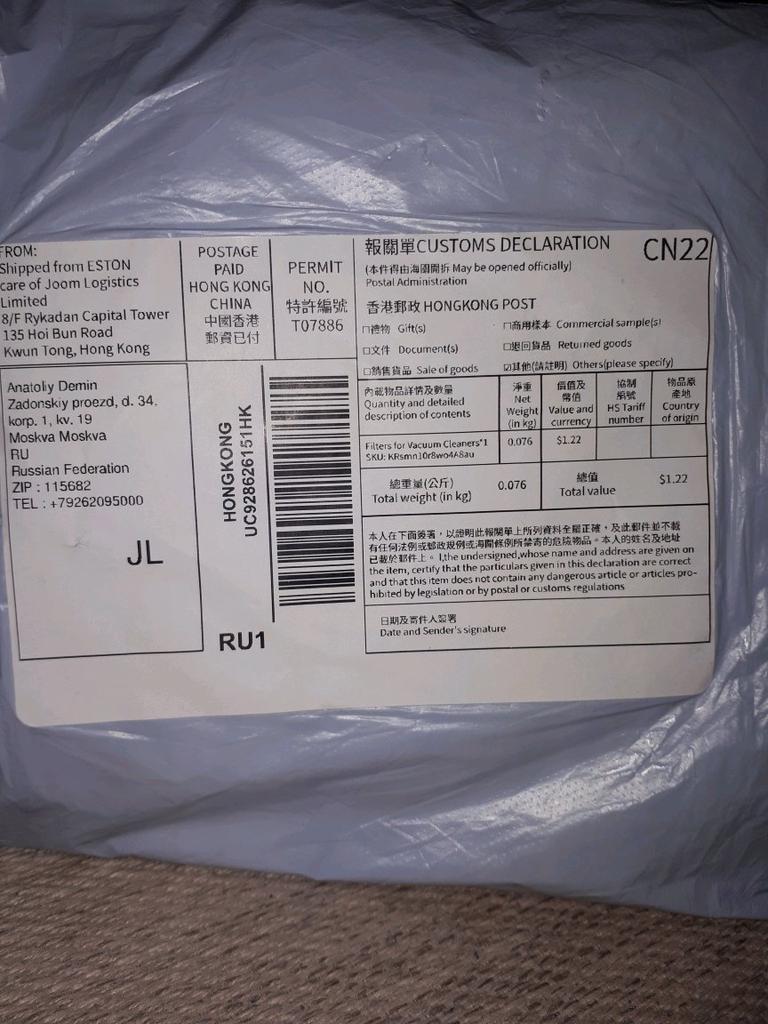 FROM:
Shipped from ESTON
care of Joom Logistics
Limited
8/F Rykadan Capital Tower
135 Hoi Bun Road
Kwun Tong, Hong Kong
POSTAGE
PAID
HONG KONG
CHINA
中國香港
郵資已付
PERMIT
NO.
特許編號
T07886
Anatoliy Demin
Zadonskiy proezd, d. 34,
korp. 1, kv. 19
Moskva Moskva
RU
Russian Federation
ZIP : 115682
TEL : +79262095000
JL
HONGKONG
UC928626151HK
RU1
報關單CUSTOMS DECLARATION
CN22
(本件得由海關開拆 May be opened officially)
Postal Administration
香港郵政 HONGKONG POST
□禮物 Gift(s)
□商用樣本 Commercial sample(s)
□文件 Document(s)
□退回貨品 Returned goods
□銷售貨品 Sale of goods
☑其他(請註明) Others(please specify)
內載物品詳情及數量
Quantity and detailed
description of contents
淨重
Net
Weight
(in kg)
價值及
幣值
Value and
currency
協制
編號
HS Tariff
number
物品原
產地
Country
of origin
Filters for Vacuum Cleaners*1
SKU: KRsmn10r8wo4A8au
0.076
$1.22
總重量(公斤)
Total weight (in kg)
0.076
總值
Total value
$1.22
本人在下面簽署，以證明此報關單上所列資料全屬正確，及此郵件並不載
有任何法例或郵政規例或海關條例所禁寄的危險物品。本人的姓名及地址
已載於郵件上。 I,the undersigned,whose name and address are given on
the item, certify that the particulars given in this declaration are correct
and that this item does not contain any dangerous article or articles pro-
hibited by legislation or by postal or customs regulations
日期及寄件人簽署
Date and Sender's signature